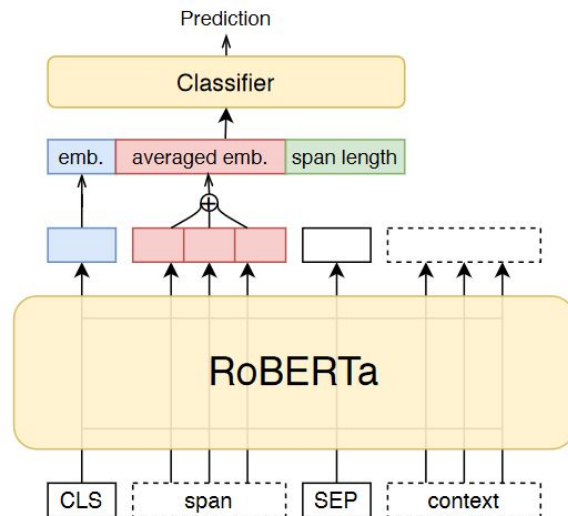 Prediction
Classifier
emb. averaged emb. span length
RoBERTa
CLS span SEP context